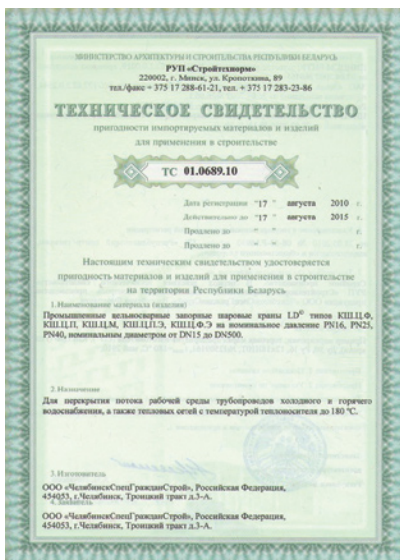 МИНИСТЕРСТВО АРХИТЕКТУРЫ И СТРОИТЕЛЬСТВА РЕСПУБЛИКИ БЕЛАРУСЬ
РУП «Стройтехнорм»
220002, г. Минск, ул. Кропоткина, 89
тел./факс + 375 17 288-61-21, тел. + 375 17 283-23-86
ТЕХНИЧЕСКОЕ СВИДЕТЕЛЬСТВО
пригодности импортируемых материалов и изделий
для применения в строительстве
ТС 01.0689.10
Дата регистрации "17" августа 2010 г.
Действительно до "17" августа 2015 г.
Продлено до " " г.
Продлено до " " г.
Настоящим техническим свидетельством удостоверяется
пригодность материалов и изделий для применения в строительстве
на территории Республики Беларусь
1.Наименование материала (изделия)
Промышленные цельносварные запорные шаровые краны LD® типов КШ.Ц.Ф,
КШ.Ц.П, КШ.Ц.М, КШ.Ц.П.Э, КШ.Ц.Ф.Э на номинальное давление PN16, PN25,
PN40, номинальным диаметром от DN15 до DN500.
2.Назначение
Для перекрытия потока рабочей среды трубопроводов холодного и горячего
водоснабжения, а также тепловых сетей с температурой теплоносителя до 180 °С.
3.Изготовитель
ООО «ЧелябинскСпецГражданСтрой», Российская Федерация,
454053, г.Челябинск, Троицкий тракт д.3-А.
4.Заявитель
ООО «ЧелябинскСпецГражданСтрой», Российская Федерация,
454053, г.Челябинск, Троицкий тракт д.3-А.